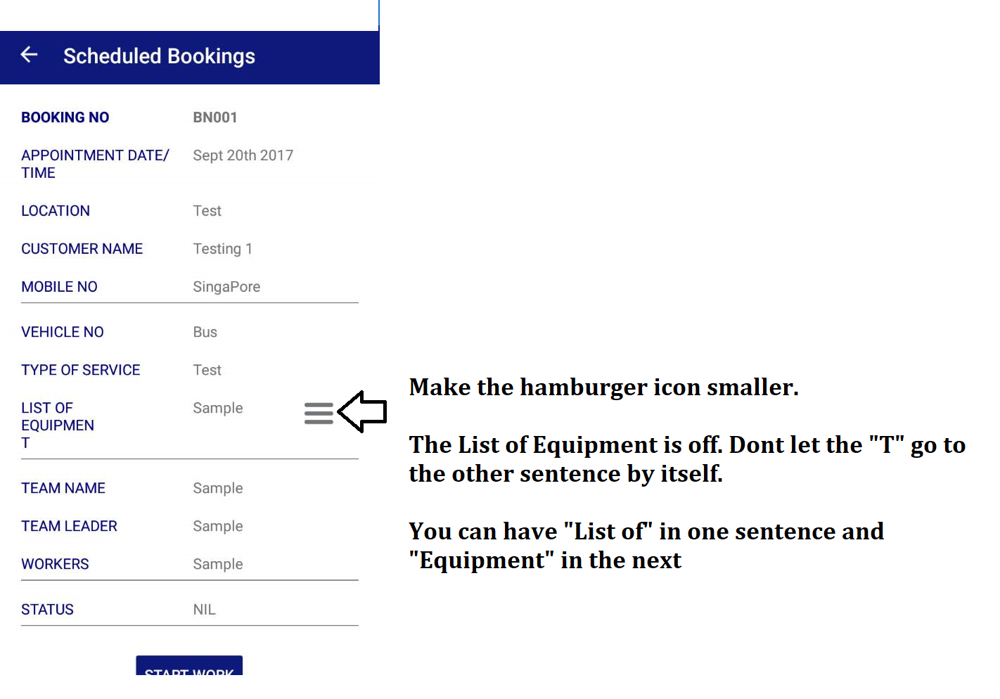 Scheduled Bookings
BOOKING NO BN001
APPOINTMENT DATE/ Sept 20th 2017
TIME
LOCATION Test
CUSTOMER NAME Testing 1
MOBILE NO SingaPore
VEHICLE NO Bus
TYPE OF SERVICE Test
LIST OF Sample
EQUIPMEN
T
TEAM NAME Sample
TEAM LEADER Sample
WORKERS Sample
STATUS NIL
START WORK
Make the hamburger icon smaller.
The List of Equipment is off. Dont let the "T" go to
the other sentence by itself.
You can have "List of" in one sentence and
"Equipment" in the next